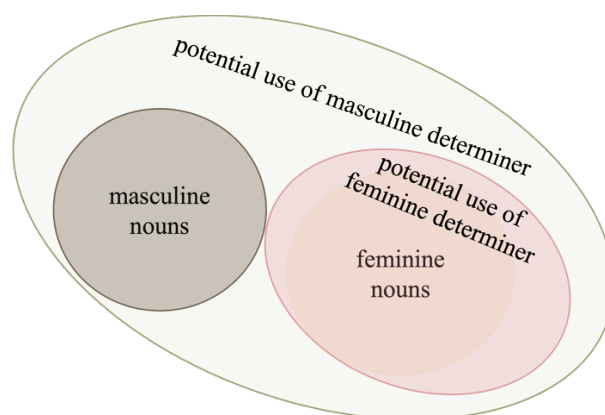 potential use of masculine determiner
masculine
nouns
potential use of
feminine determiner
feminine
nouns